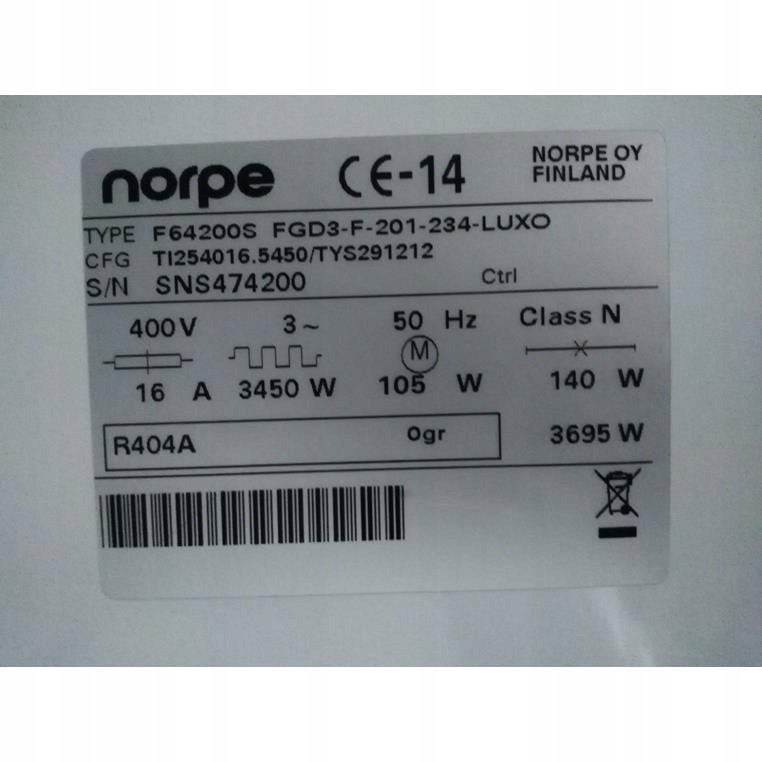 norpe CE-14 NORPE OY
FINLAND
TYPE F64200S FGD3-F-201-234-LUXO
CFG TI254016.5450/TYS291212
S/N SNS474200 Ctrl
400V 3~ 50 Hz Class N
M
16 A 3450 W 105 W 140 W
R404A 0gr 3695 W